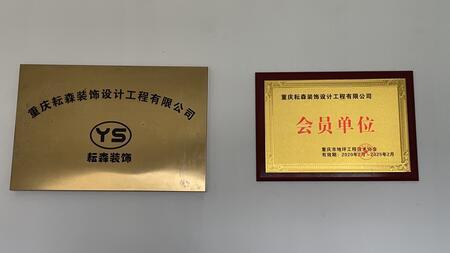 重庆耘森装饰设计工程有限公司
YS
耘森装饰
重庆耘森装饰设计工程有限公司
会员单位
重庆市地坪工程协会
有效期：2020年2月-2025年2月